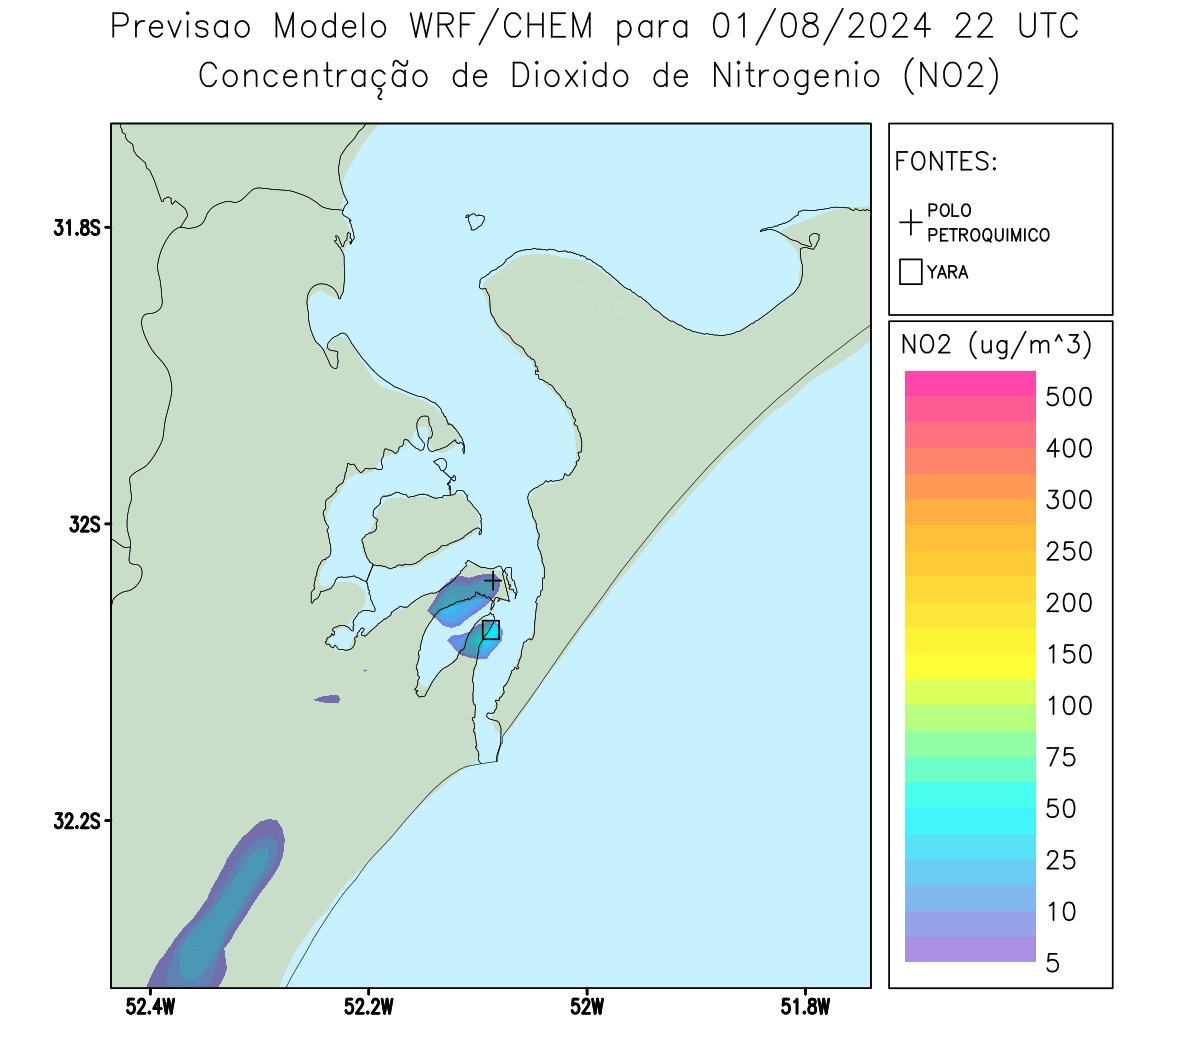 Previsao Modelo WRF/CHEM para 01/08/2024 22 UTC
Concentração de Dioxido de Nitrogenio (NO2)
FONTES:
POLO
PETROQUIMICO
YARA
NO2 (ug/m^3)
500
400
300
250
200
150
100
75
50
25
10
5
31.8S
32S
32.2S
52.4W
52.2W
52W
51.8W